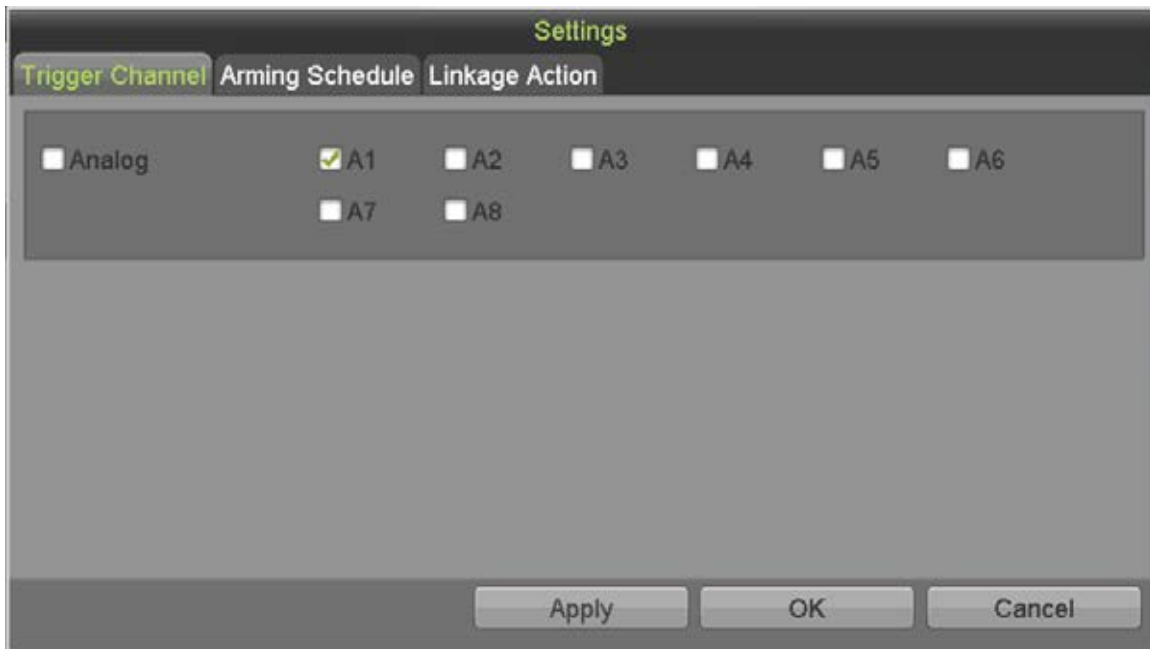 Settings
Trigger Channel Arming Schedule Linkage Action
Analog A1 A2 A3 A4 A5 A6
A7 A8
Apply OK Cancel